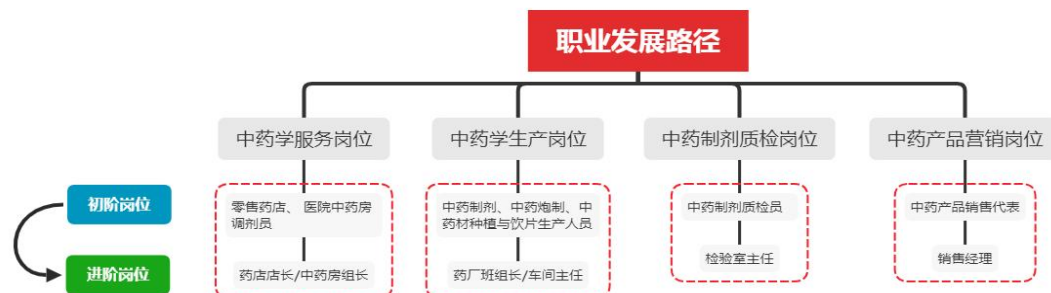 职业发展路径
中药学服务岗位
中药学生产岗位
中药制剂质检岗位
中药产品营销岗位
初阶岗位
零售药店、 医院中药房
调剂员
中药制剂、中药炮制、中
药材种植与饮片生产人员
中药制剂质检员
中药产品销售代表
进阶岗位
药店店长/中药房组长
药厂班组长/车间主任
检验室主任
销售经理